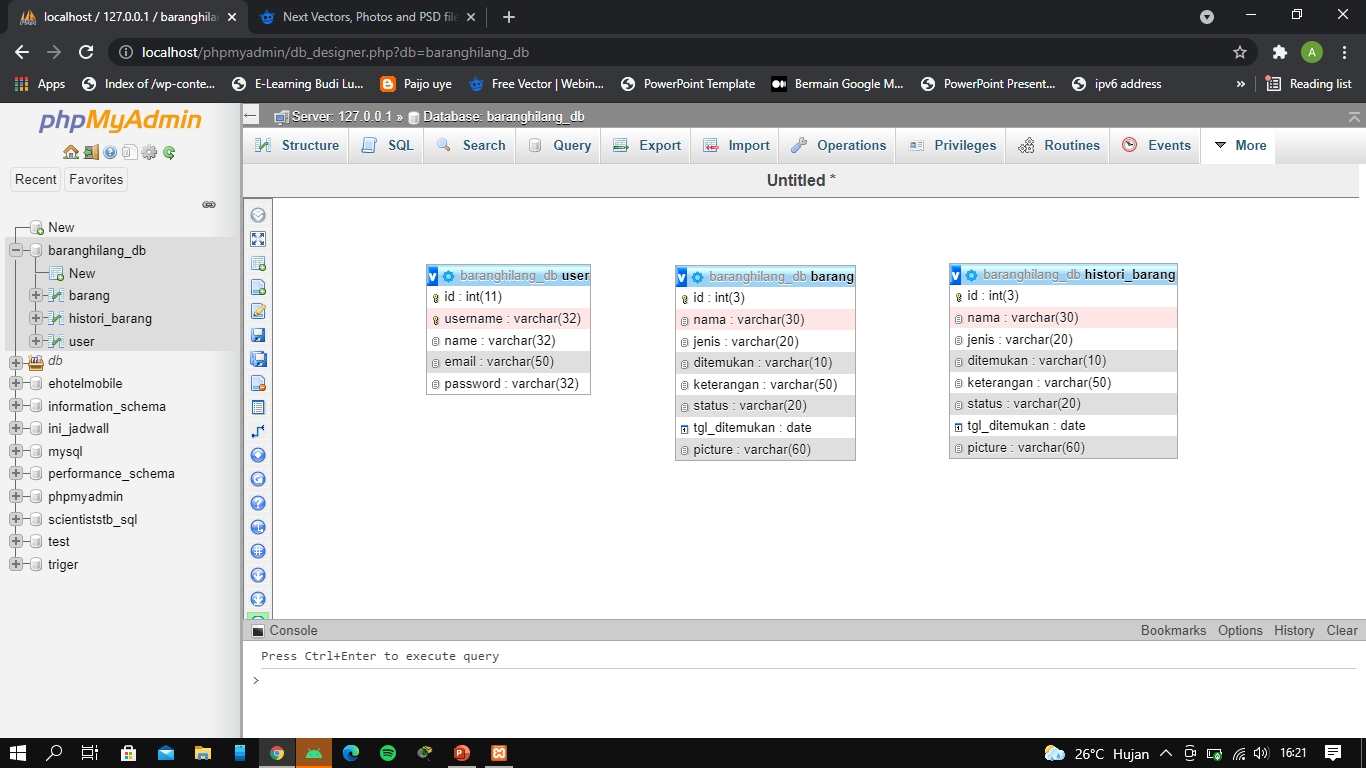 localhost / 127.0.0.1 / baranghilan
Next Vectors, Photos and PSD file
localhost/phpmyadmin/db_designer.php?db=baranghilang_db
A
Apps
Index of /wp-conte...
E-Learning Budi Lu...
Paijo uye
Free Vector | Webin...
PowerPoint Template
Bermain Google M...
PowerPoint Present...
ipv6 address
»
Reading list
phpMyAdmin
Recent
Favorites
New
baranghilang_db
New
barang
histori_barang
user
db
ehotelmobile
information_schema
ini_jadwall
mysql
performance_schema
phpmyadmin
scientiststb_sql
test
triger
Server: 127.0.0.1 » Database: baranghilang_db
Structure
SQL
Search
Query
Export
Import
Operations
Privileges
Routines
Events
More
Untitled *
v baranghilang_db user
id : int(11)
username : varchar(32)
name : varchar(32)
email : varchar(50)
password : varchar(32)
v baranghilang_db barang
id : int(3)
nama : varchar(30)
jenis : varchar(20)
ditemukan : varchar(10)
keterangan : varchar(50)
status : varchar(20)
tgl_ditemukan : date
picture : varchar(60)
v baranghilang_db histori_barang
id : int(3)
nama : varchar(30)
jenis : varchar(20)
ditemukan : varchar(10)
keterangan : varchar(50)
status : varchar(20)
tgl_ditemukan : date
picture : varchar(60)
Console
Bookmarks
Options
History
Clear
Press Ctrl+Enter to execute query
>
26°C Hujan
16:21